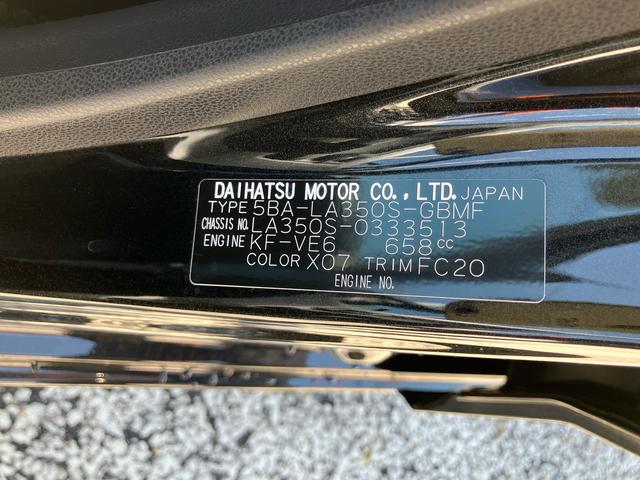 DAIHATSU MOTOR CO., LTD. JAPAN
TYPE 5BA-LA350S-GBMF
CHASSIS NO. LA350S-0333513
ENGINE KF-VE6 658cc
COLOR X07 TRIM FC20
ENGINE NO.